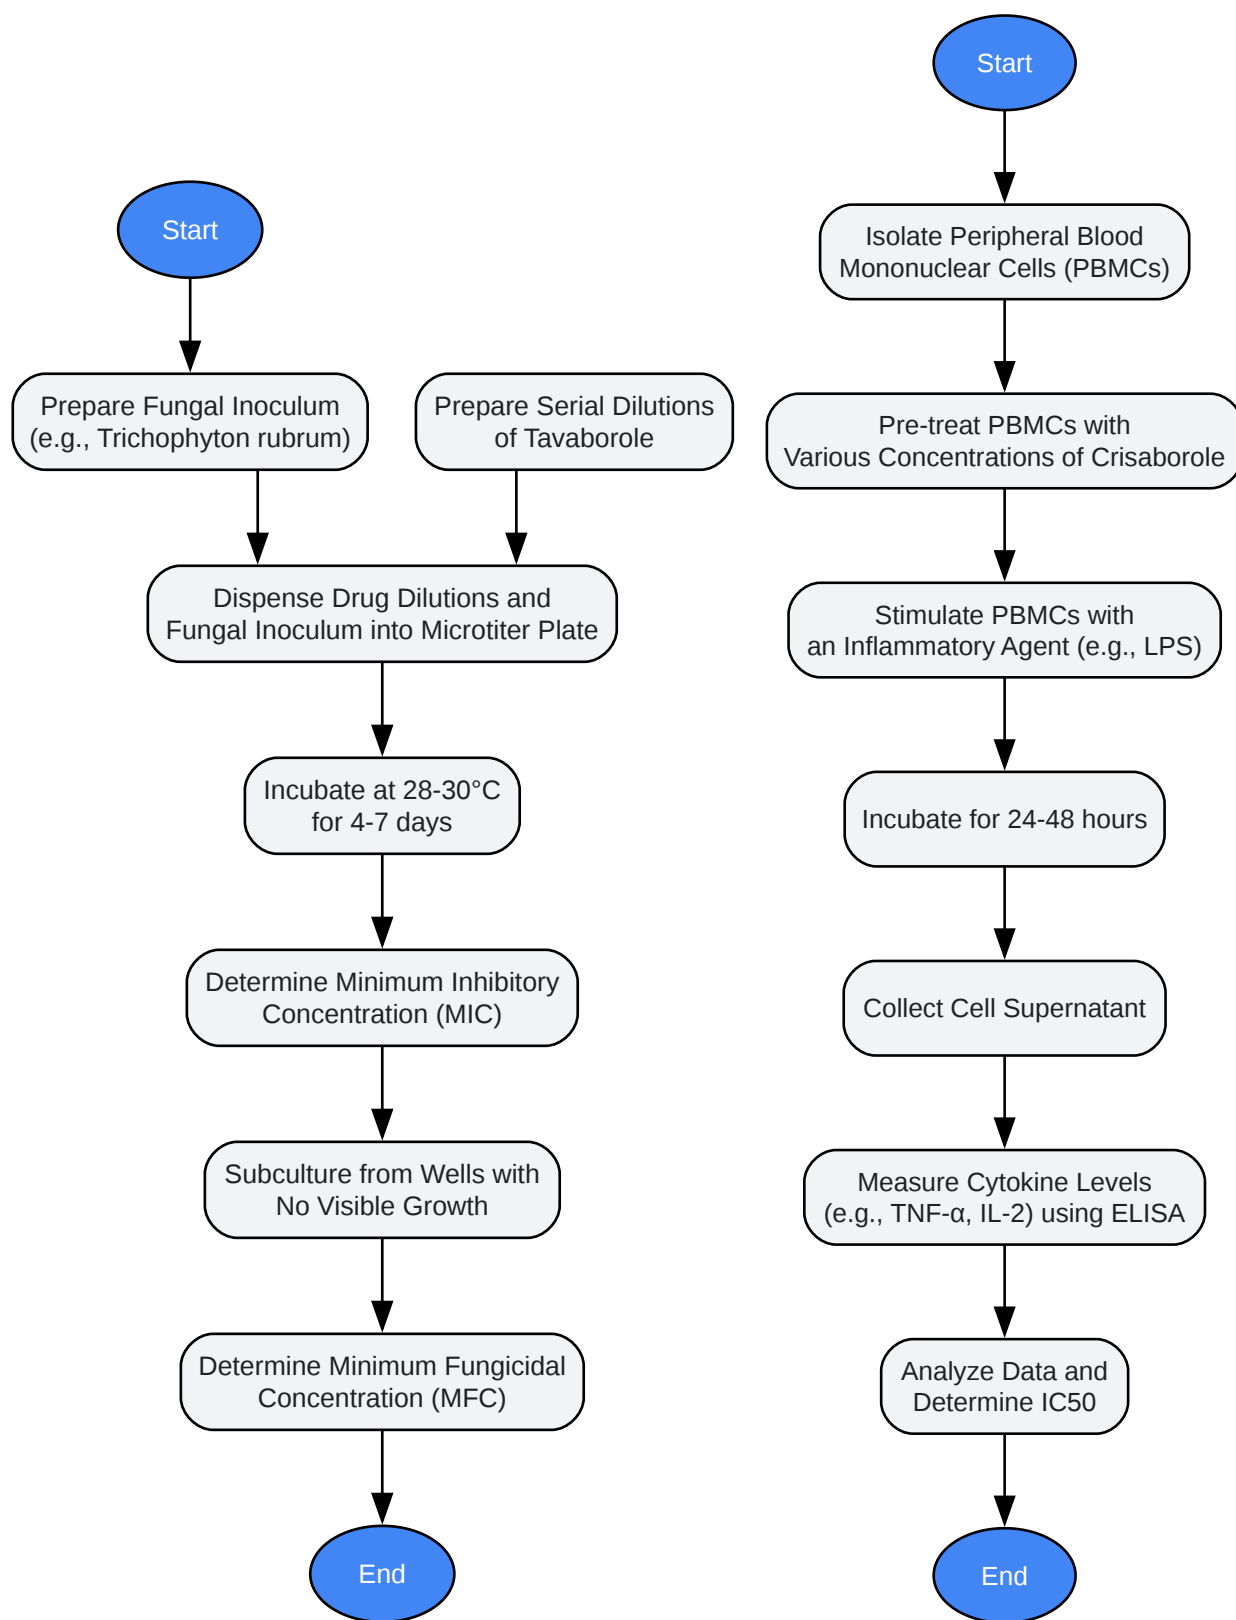 Start
Prepare Fungal Inoculum
(e.g., Trichophyton rubrum)
Prepare Serial Dilutions
of Tavaborole
Dispense Drug Dilutions and
Fungal Inoculum into Microtiter Plate
Incubate at 28-30°C
for 4-7 days
Determine Minimum Inhibitory
Concentration (MIC)
Subculture from Wells with
No Visible Growth
Determine Minimum Fungicidal
Concentration (MFC)
End
Start
Isolate Peripheral Blood
Mononuclear Cells (PBMCs)
Pre-treat PBMCs with
Various Concentrations of Crisaborole
Stimulate PBMCs with
an Inflammatory Agent (e.g., LPS)
Incubate for 24-48 hours
Collect Cell Supernatant
Measure Cytokine Levels
(e.g., TNF-α, IL-2) using ELISA
Analyze Data and
Determine IC50
End